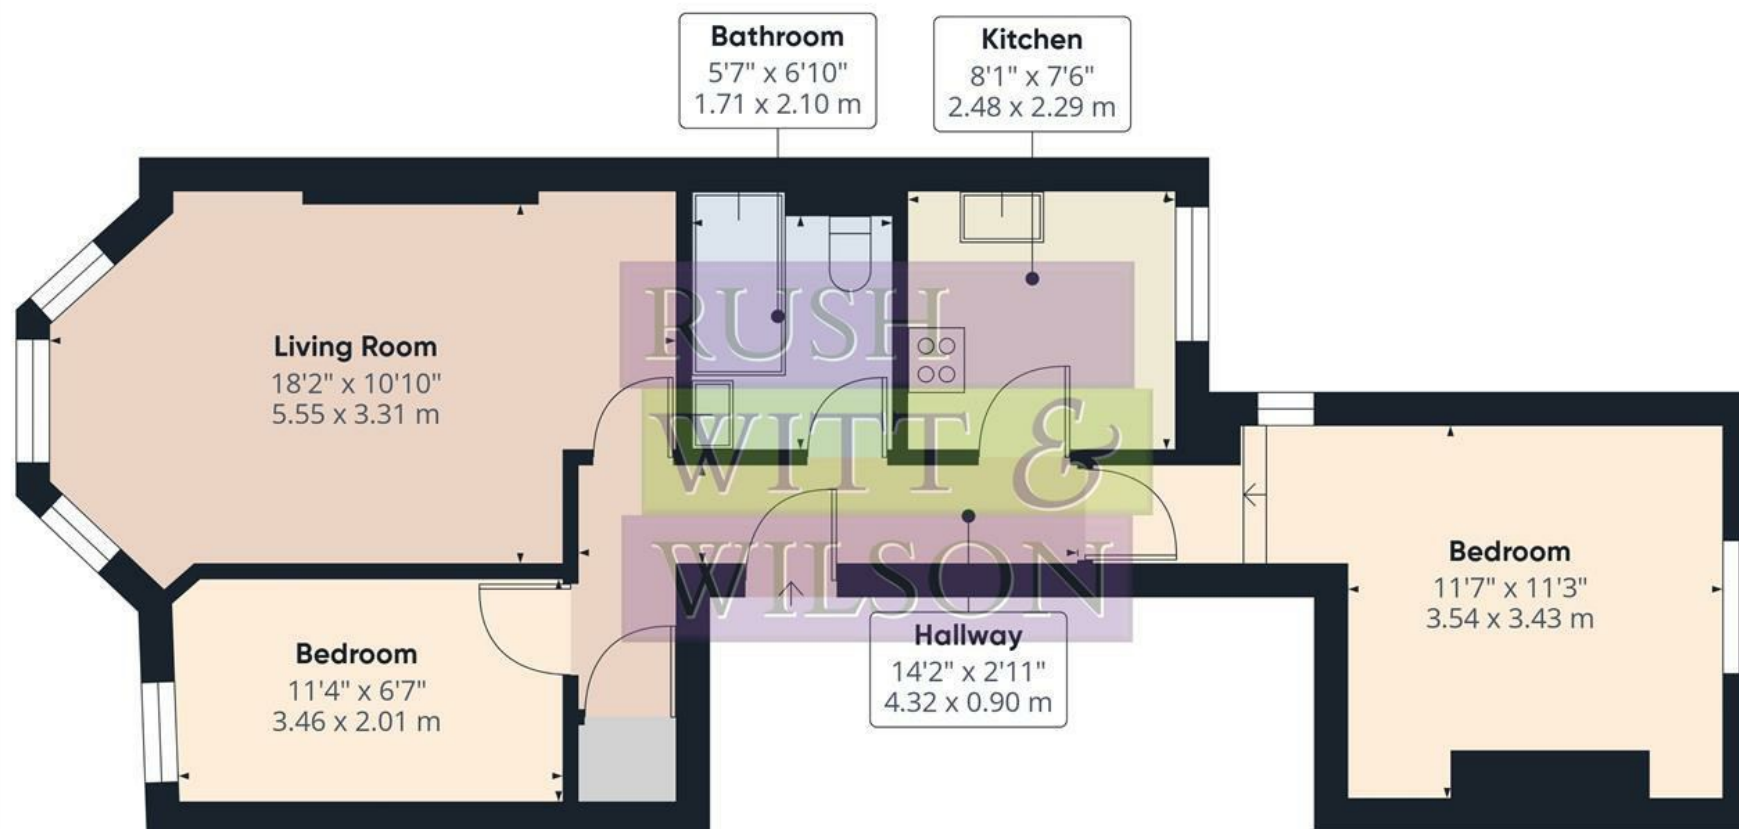 Bathroom
5'7" x 6'10"
1.71 x 2.10 m
Kitchen
8'1" x 7'6"
2.48 x 2.29 m
Living Room
18'2" x 10'10"
5.55 x 3.31 m
RUSH
WITT &
WILSON
Bedroom
11'7" x 11'3"
3.54 x 3.43 m
Bedroom
11'4" x 6'7"
3.46 x 2.01 m
Hallway
14'2" x 2'11"
4.32 x 0.90 m